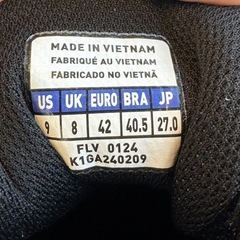 MADE IN VIETNAM
FABRIQUÉ AU VIETNAM
FABRICADO NO VIETNÃ
US UK EURO BRA JP
9 8 42 40.5 27.0
FLV 0124
K1GA240209